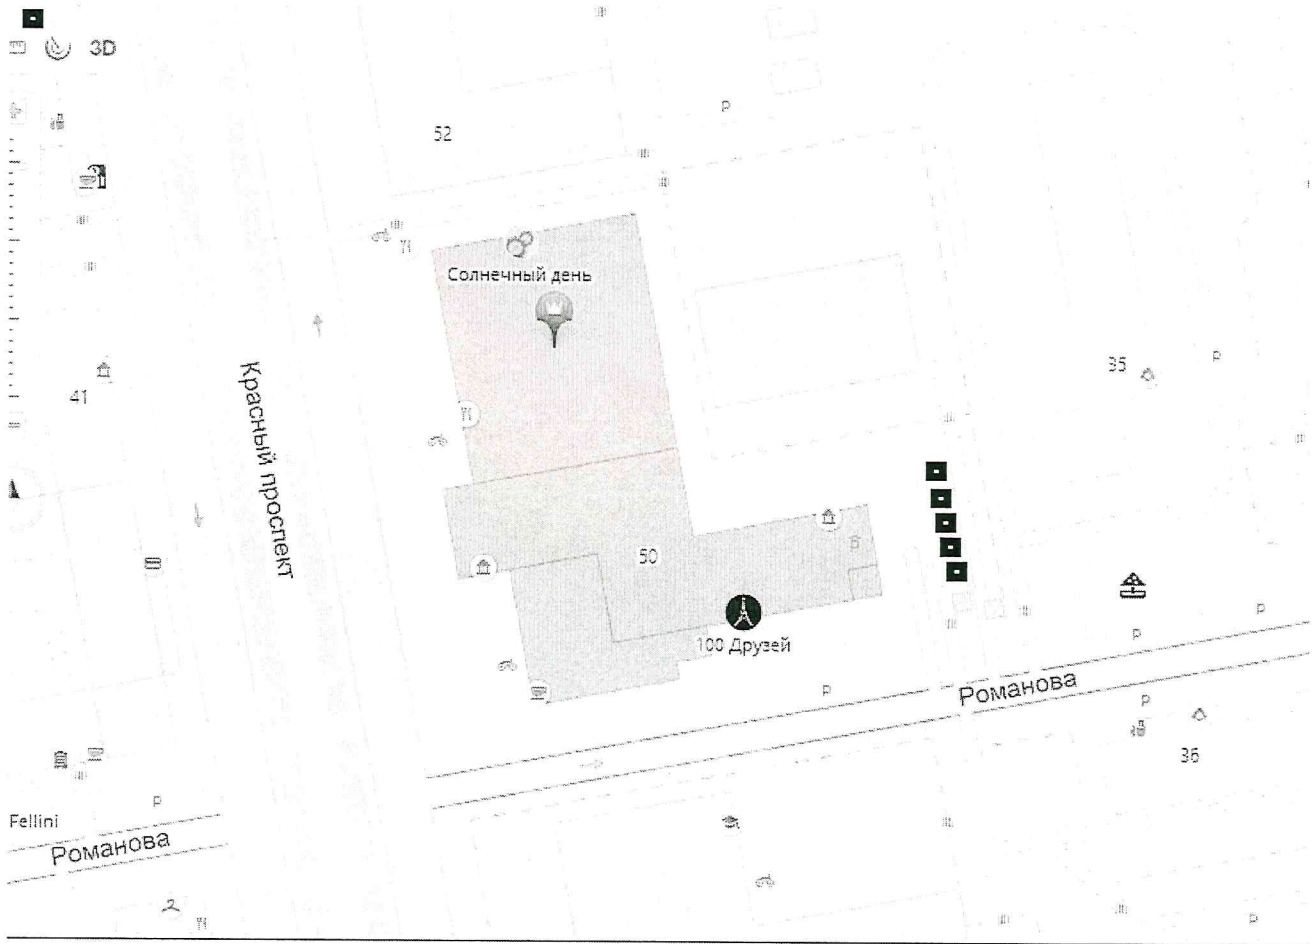 3D
52
Солнечный день
35
P
41
Красный проспект
50
100 Друзей
P
P
P
Романова
P
36
P
Fellini
Романова
P
P